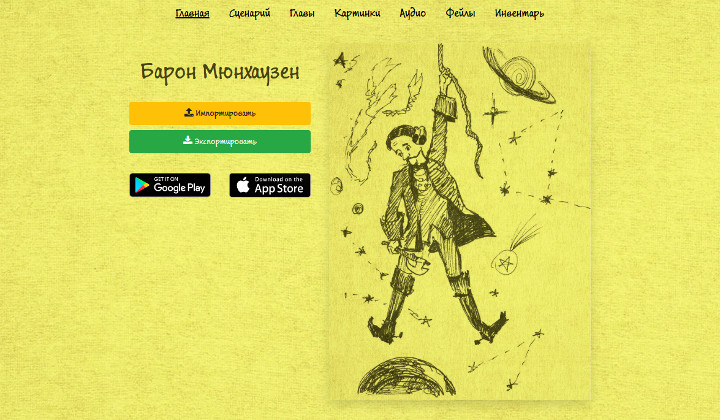 Главная Сценарий Главы Картинки Аудио Фейлы Инвентарь
Барон Мюнхаузен
Импортировать
Экспортировать
GET IT ON
Google Play
Download on the
App Store